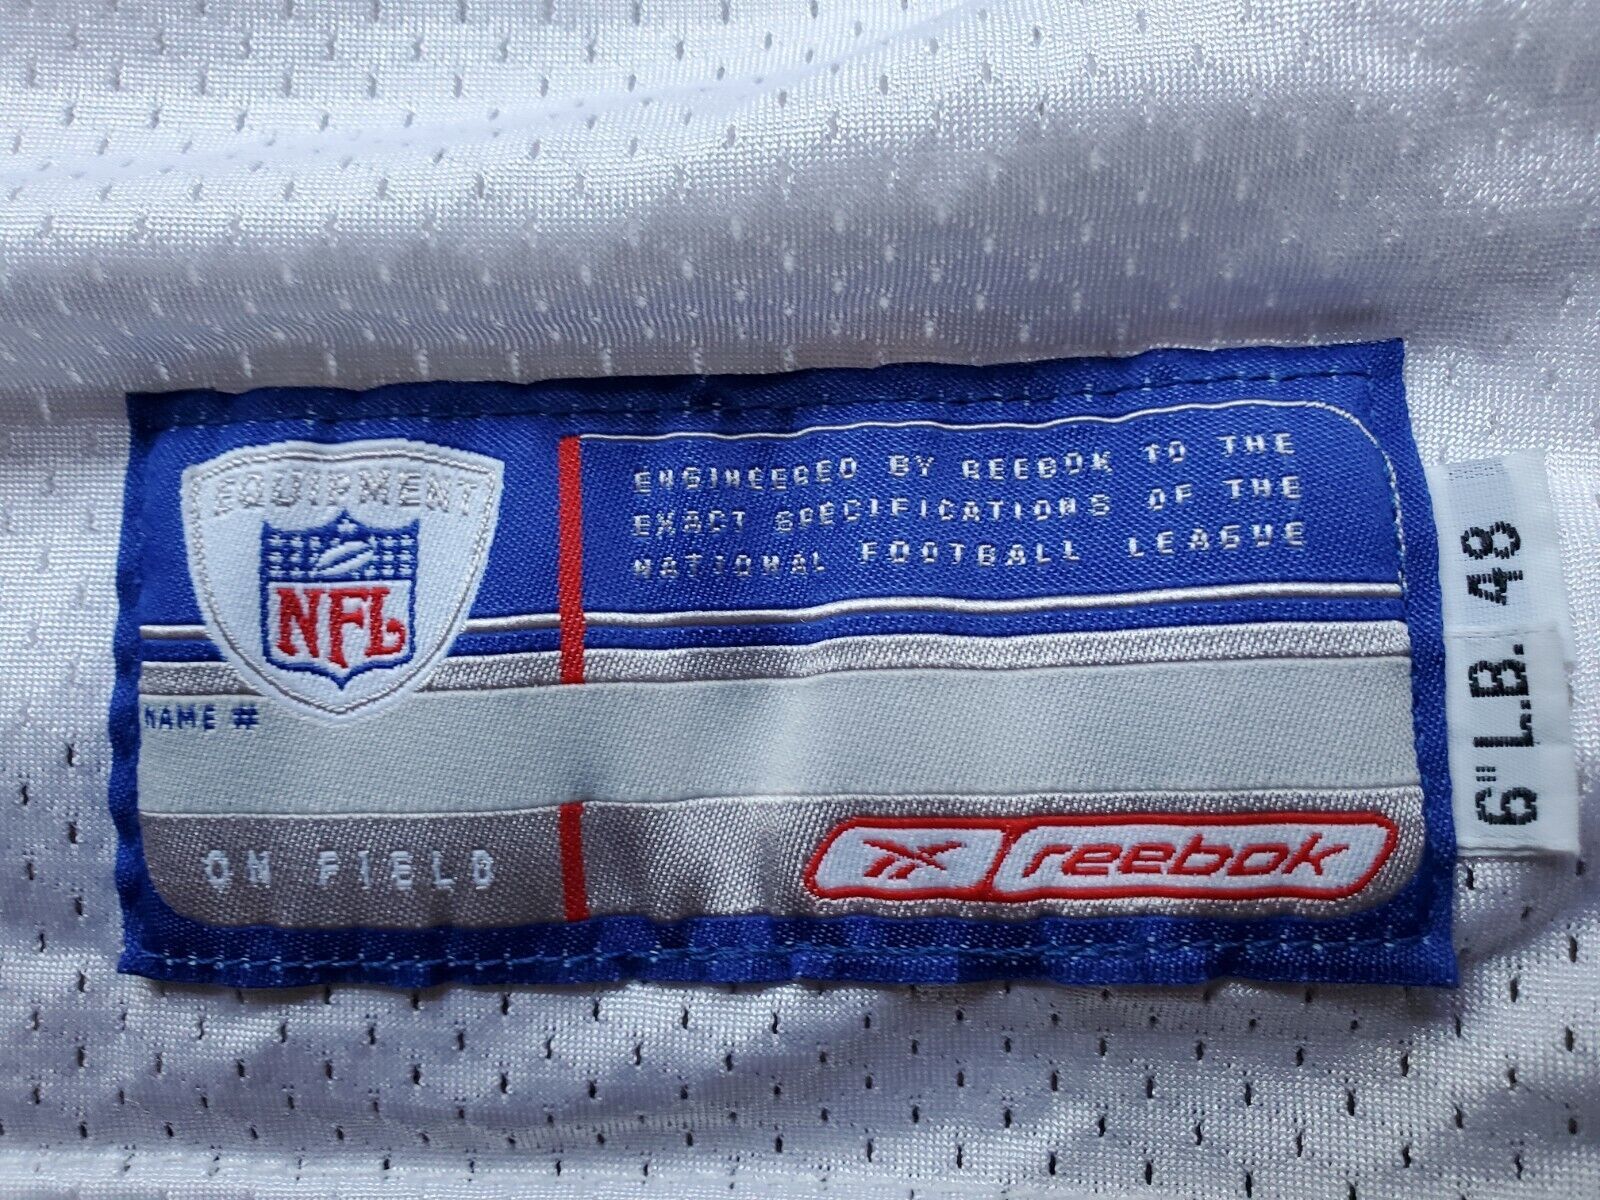 EQUIPMENT
NFL
ENGINEERED BY REEBOK TO THE
EXACT SPECIFICATIONS OF THE
NATIONAL FOOTBALL LEAGUE
NAME #
ON FIELD
reebok
48
6" L.B.